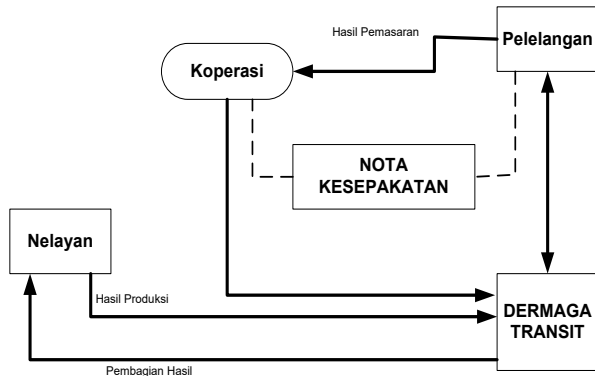 Hasil Pemasaran
Pelelangan
Koperasi
NOTA
KESEPAKATAN
Nelayan
Hasil Produksi
DERMAGA
TRANSIT
Pembagian Hasil